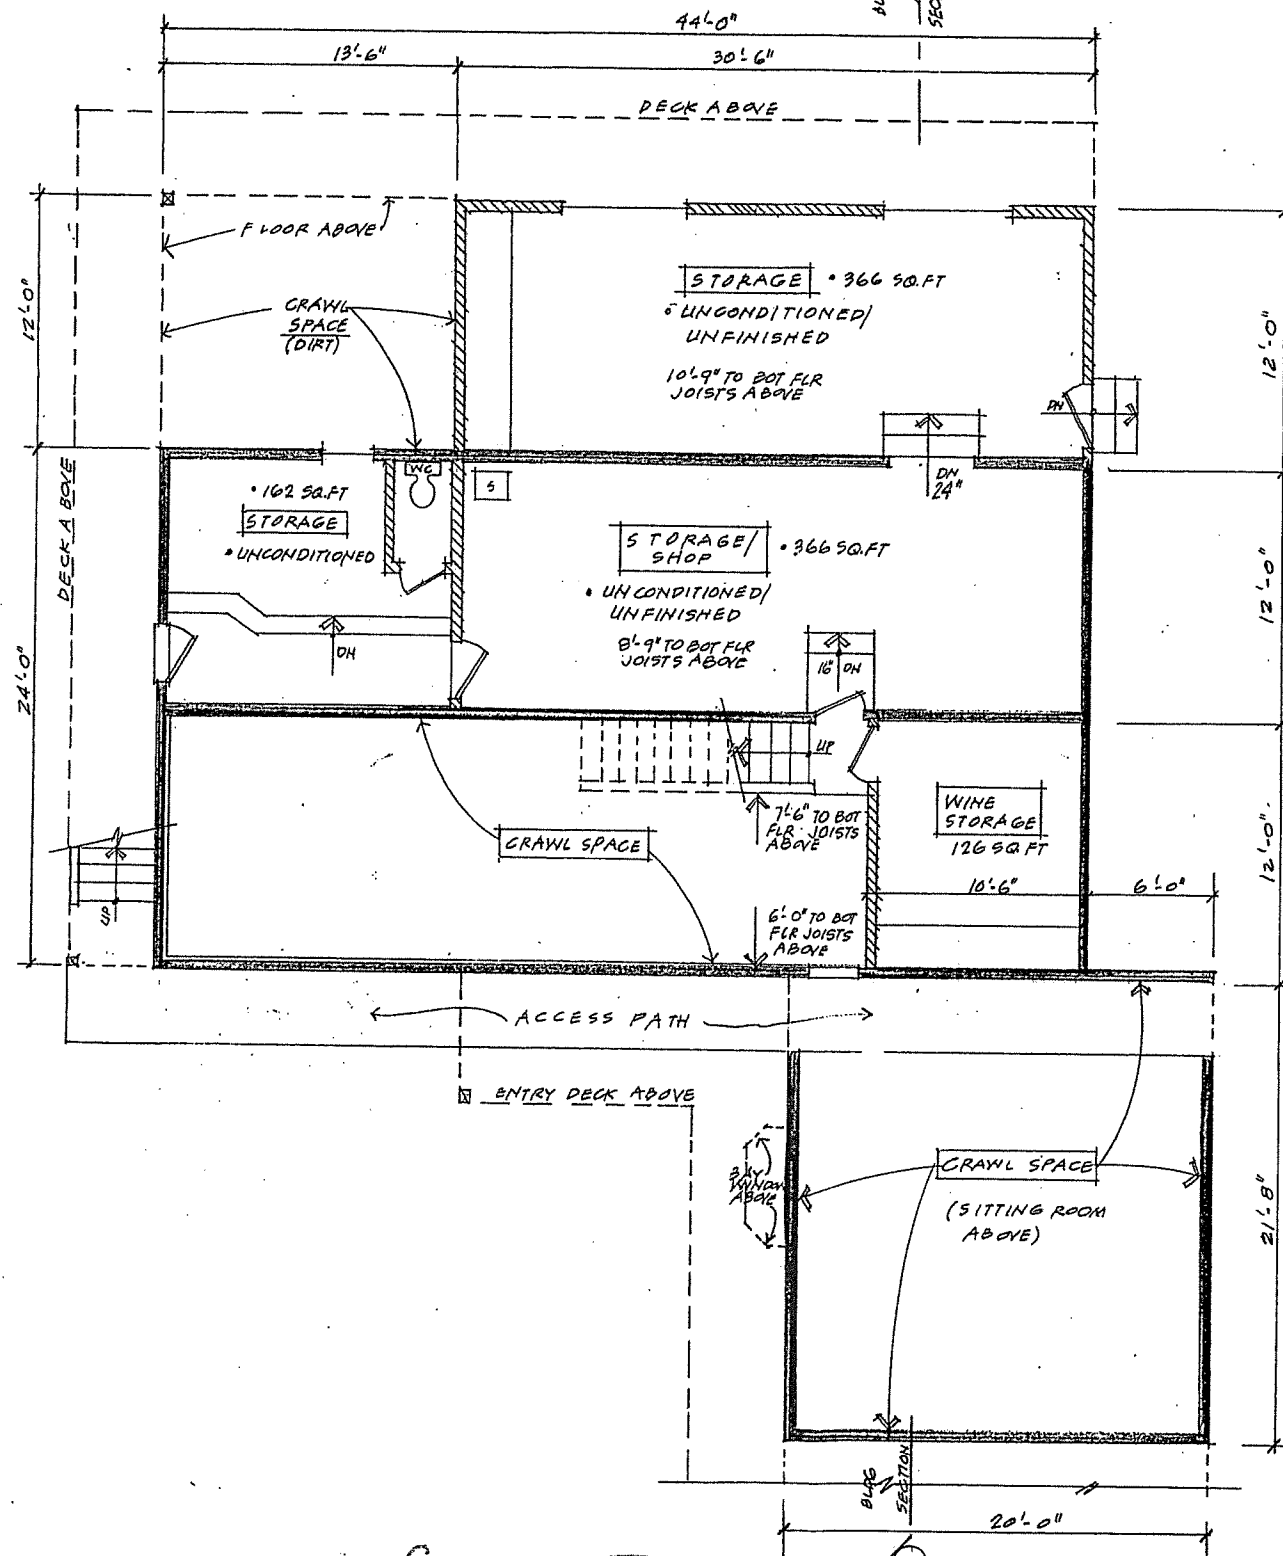 BL
SEC
44'-0"
13'-6"
30'-6"
DECK ABOVE
FLOOR ABOVE
12'-0"
CRAWL
SPACE
(DIRT)
STORAGE
• 366 SQ.FT
• UNCONDITIONED/
UNFINISHED
10'-9" TO BOT FLR
JOISTS ABOVE
12'-0"
DN
WC
S
DN
24"
DECK ABOVE
• 162 SQ.FT
STORAGE
• UNCONDITIONED
STORAGE/
SHOP
• 366 SQ.FT
• UNCONDITIONED/
UNFINISHED
8'-9" TO BOT FLR
JOISTS ABOVE
12'-0"
24'-0"
DN
16" DN
UP
CRAWL SPACE
7'-6" TO BOT
FLR JOISTS
ABOVE
WINE
STORAGE
126 SQ FT
12'-0"
10'-6"
6'-0"
UP
6'-0" TO BOT
FLR JOISTS
ABOVE
ACCESS PATH
ENTRY DECK ABOVE
BAY
WINDOW
ABOVE
CRAWL SPACE
(SITTING ROOM
ABOVE)
21'-8"
BLDG
SECTION
20'-0"